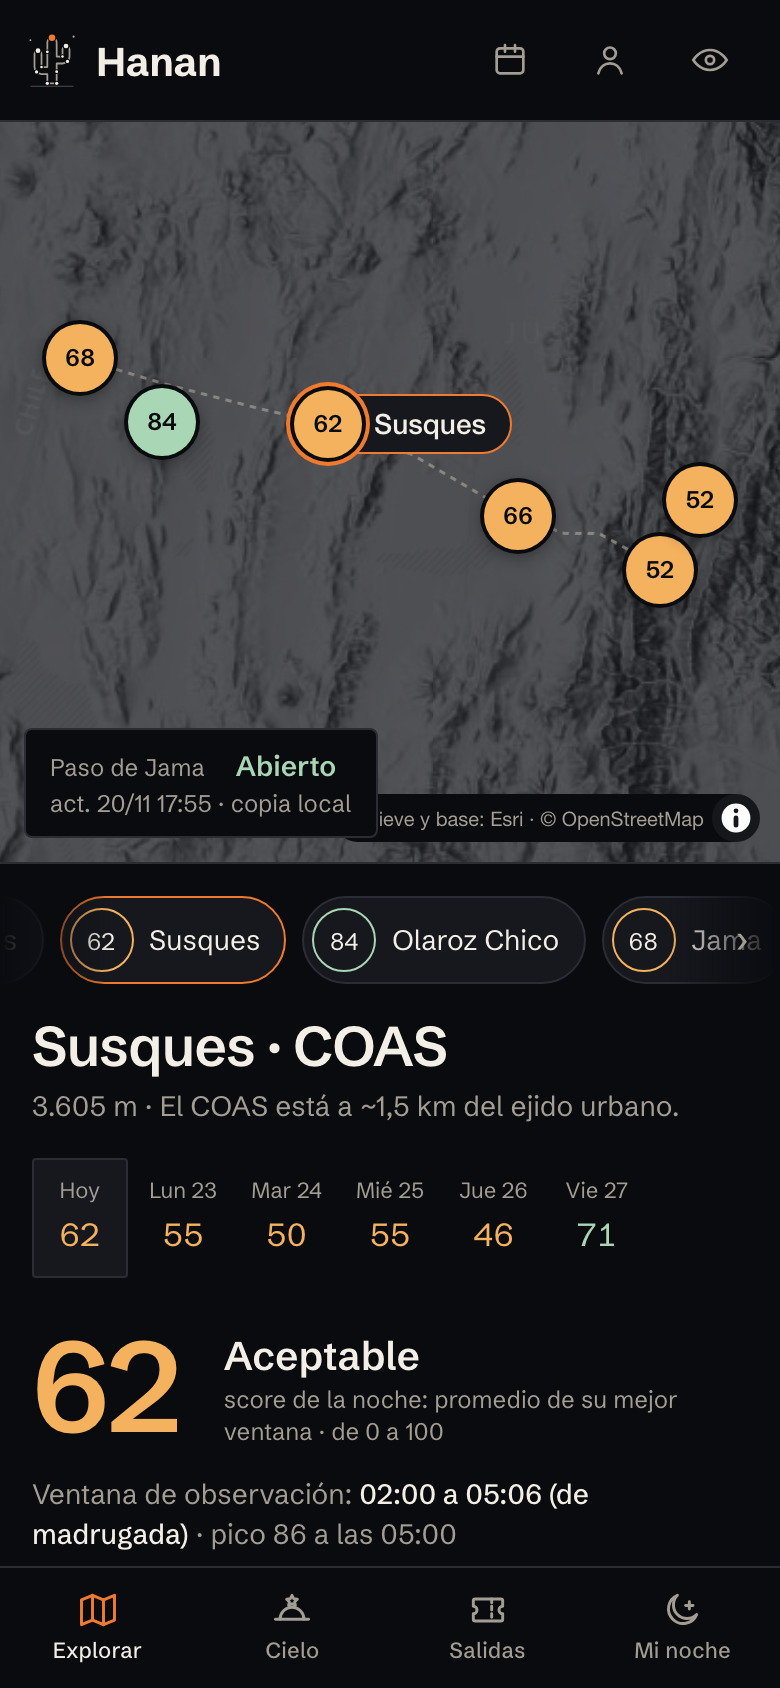 Hanan
68
84
62
Susques
66
52
52
Paso de Jama Abierto
act. 20/11 17:55 · copia local
ieve y base: Esri · © OpenStreetMap
s
62 Susques
84 Olaroz Chico
68 Jama
Susques · COAS
3.605 m · El COAS está a ~1,5 km del ejido urbano.
Hoy Lun 23 Mar 24 Mié 25 Jue 26 Vie 27
62 55 50 55 46 71
62
Aceptable
score de la noche: promedio de su mejor
ventana · de 0 a 100
Ventana de observación: 02:00 a 05:06 (de
madrugada) · pico 86 a las 05:00
Explorar Cielo Salidas Mi noche